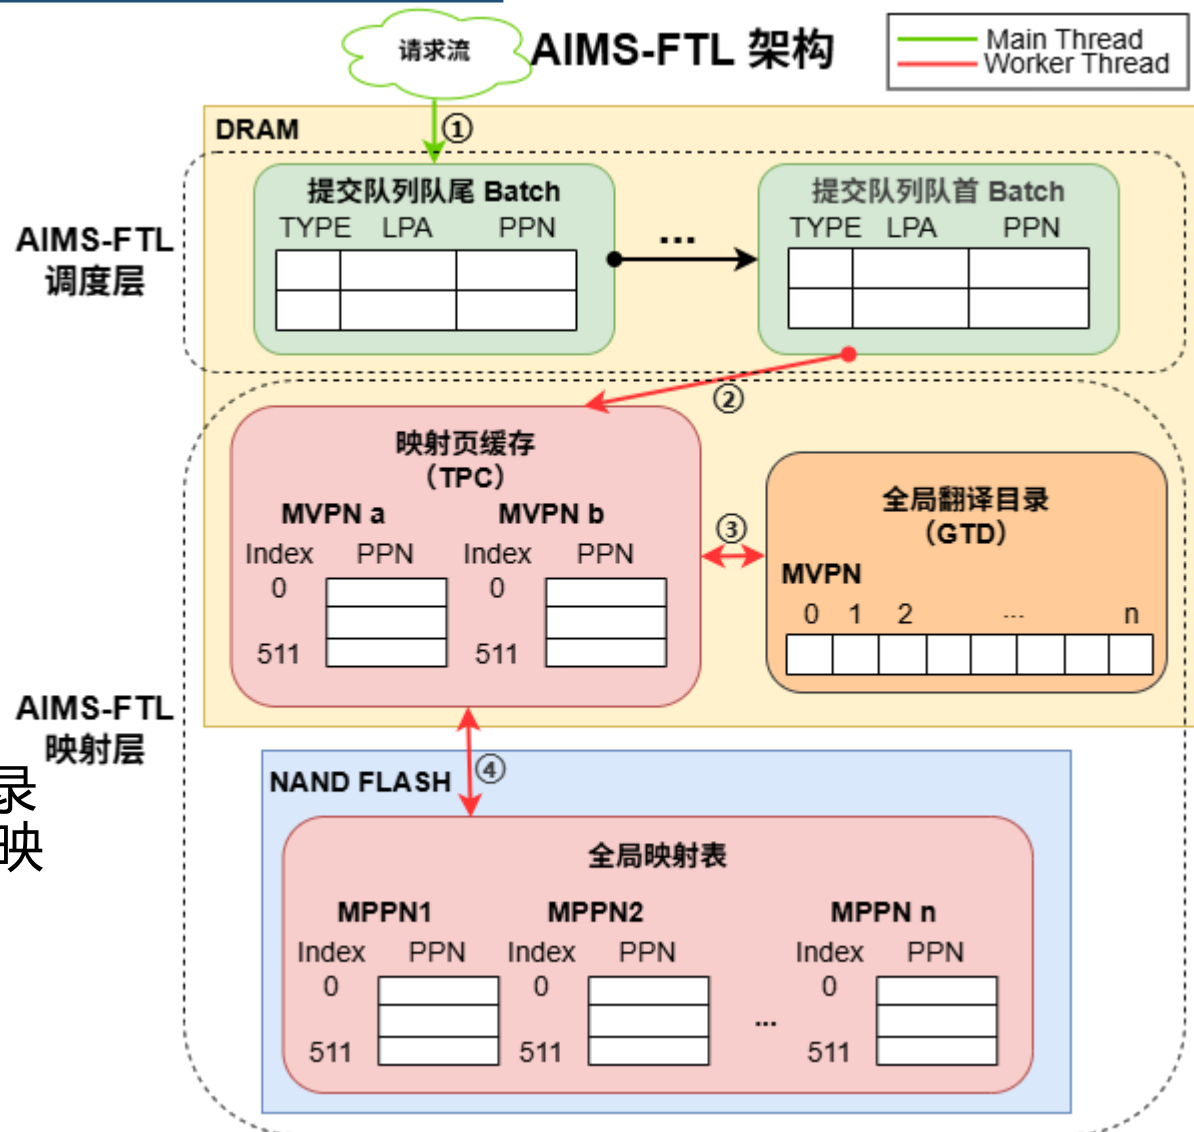 请求流
AIMS-FTL 架构
Main Thread
Worker Thread
DRAM
①
AIMS-FTL
调度层
提交队列队尾 Batch
TYPE LPA PPN
...
提交队列队首 Batch
TYPE LPA PPN
②
映射页缓存
（TPC）
MVPN a MVPN b
Index PPN Index PPN
0 0
511 511
③
全局翻译目录
（GTD）
MVPN
0 1 2 ... n
AIMS-FTL
映射层
录
映
④
NAND FLASH
全局映射表
MPPN1 MPPN2 MPPN n
Index PPN Index PPN Index PPN
0 0 0
...
511 511 511